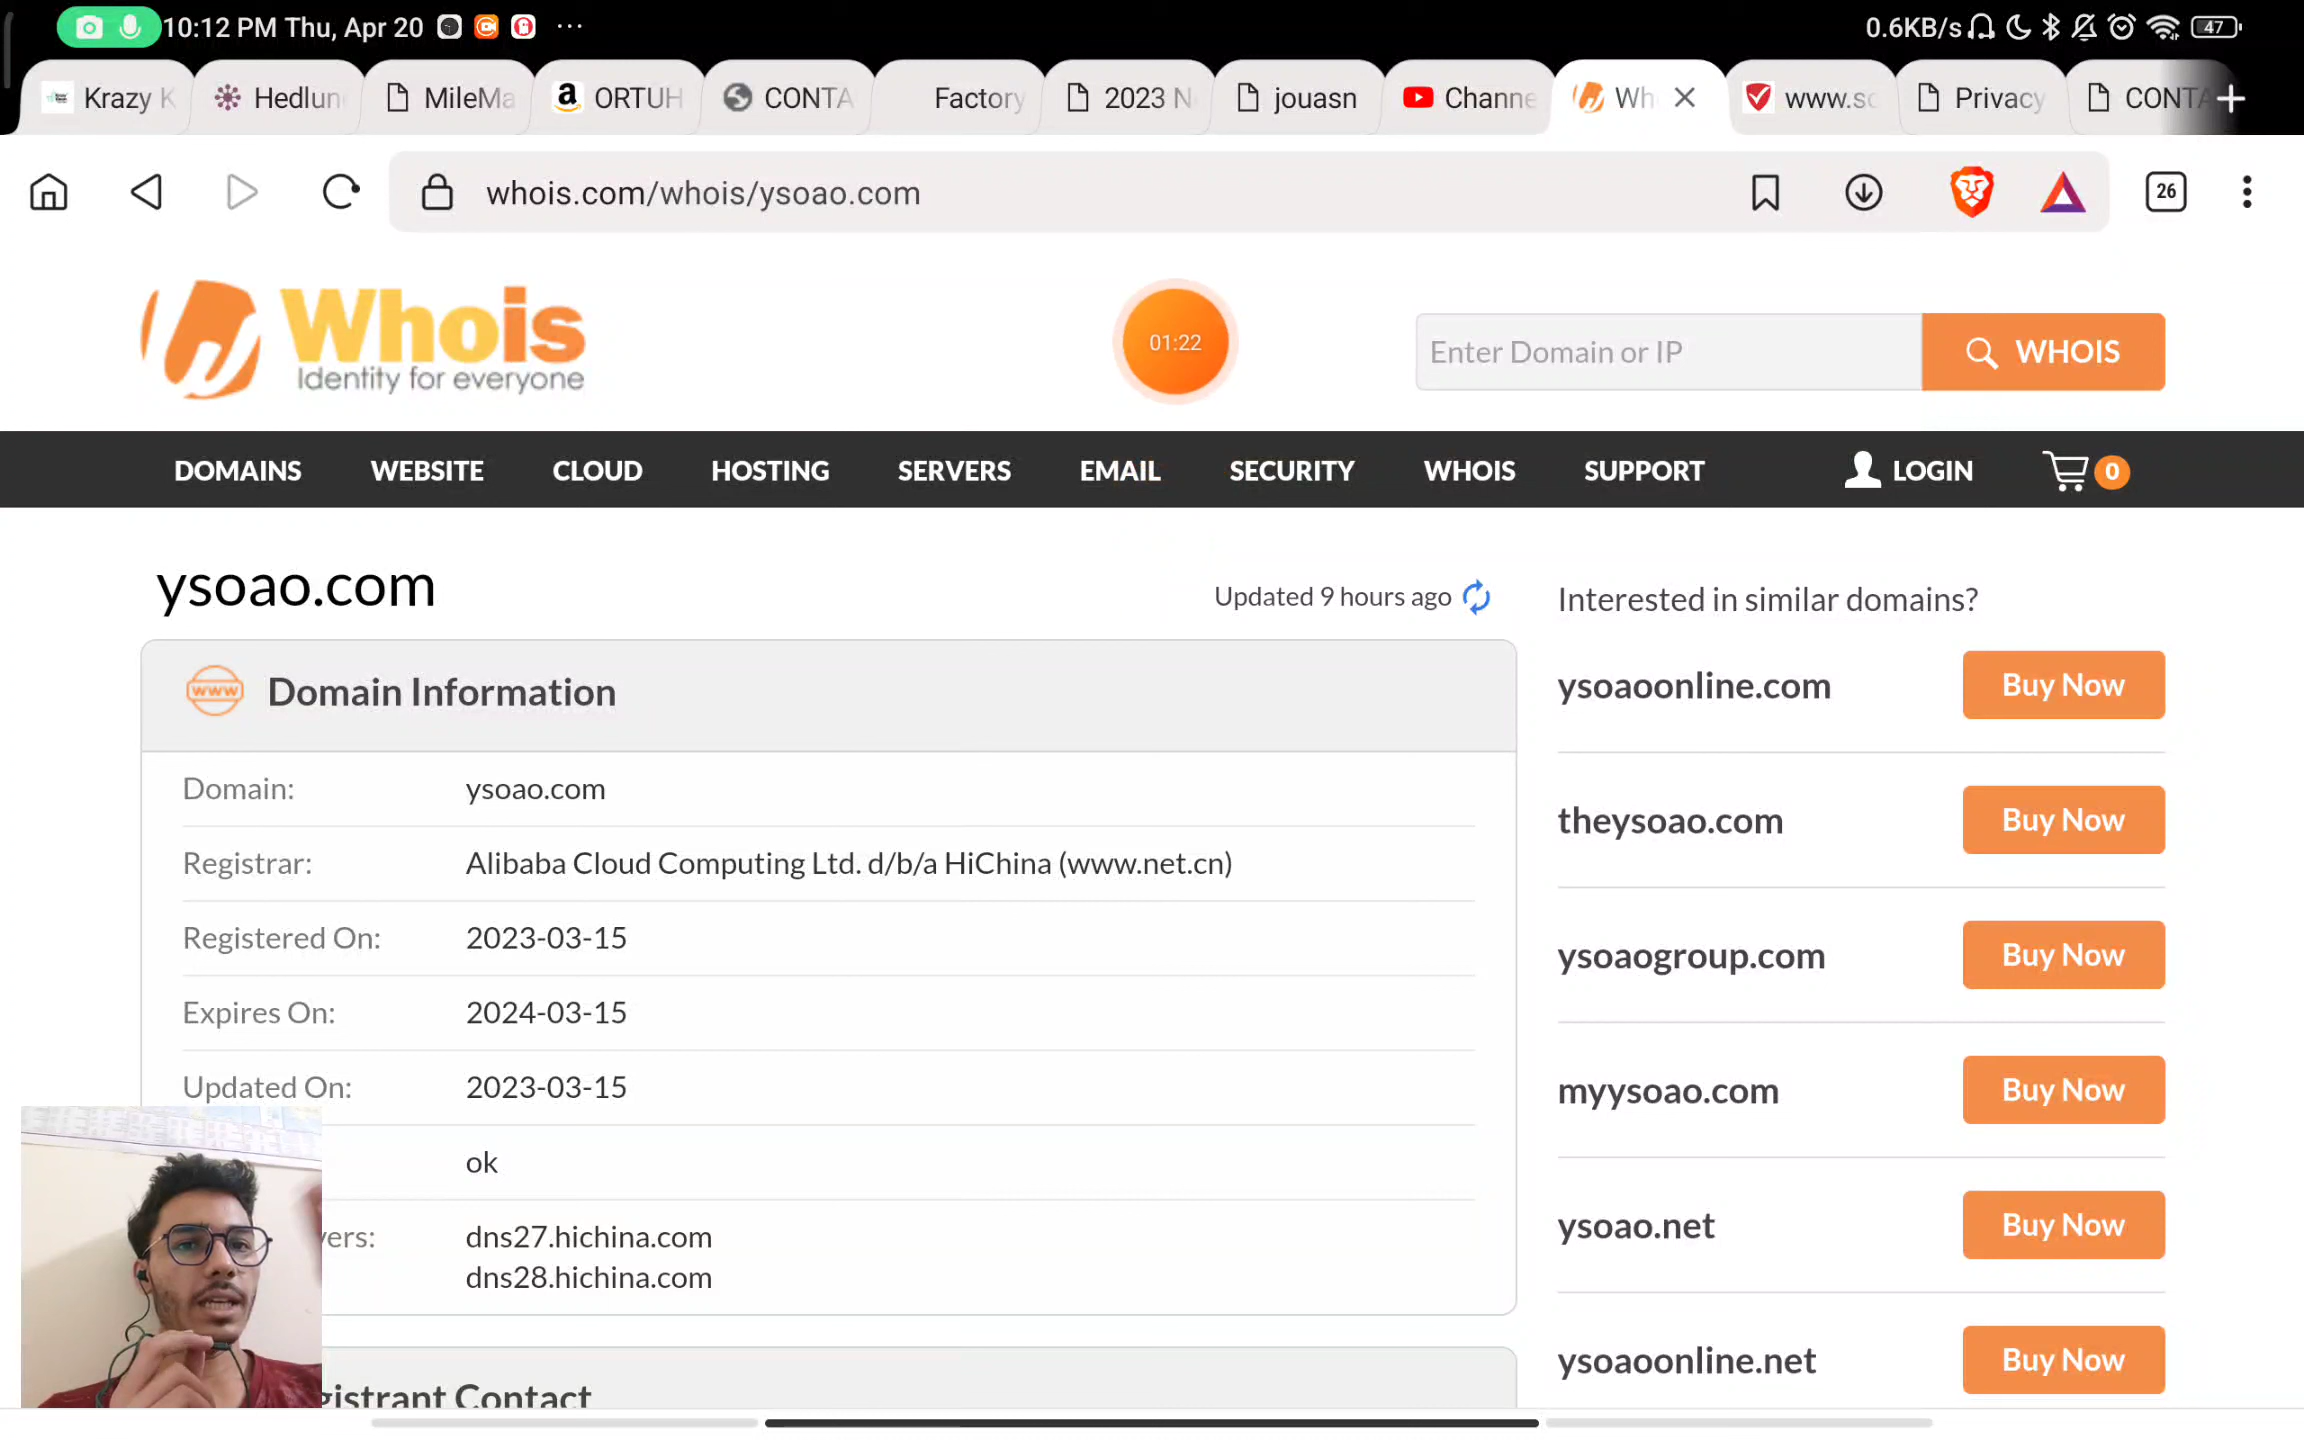 10:12 PM Thu, Apr 20 ...
0.6KB/s 47
Krazy K
Hedlun
MileMa
ORTUH
CONTA
Factory
2023 N
jouasn
Channe
Wh
www.sc
Privacy
CONTA
whois.com/whois/ysoao.com
26
Whois
Identity for everyone
01:22
Enter Domain or IP
WHOIS
DOMAINS WEBSITE CLOUD HOSTING SERVERS EMAIL SECURITY WHOIS SUPPORT LOGIN 0
ysoao.com
Updated 9 hours ago
www Domain Information
Domain: ysoao.com
Registrar: Alibaba Cloud Computing Ltd. d/b/a HiChina (www.net.cn)
Registered On: 2023-03-15
Expires On: 2024-03-15
Updated On: 2023-03-15
ok
vers: dns27.hichina.com
dns28.hichina.com
gistrant Contact
Interested in similar domains?
ysoaoonline.com Buy Now
theysoao.com Buy Now
ysoaogroup.com Buy Now
myysoao.com Buy Now
ysoao.net Buy Now
ysoaoonline.net Buy Now